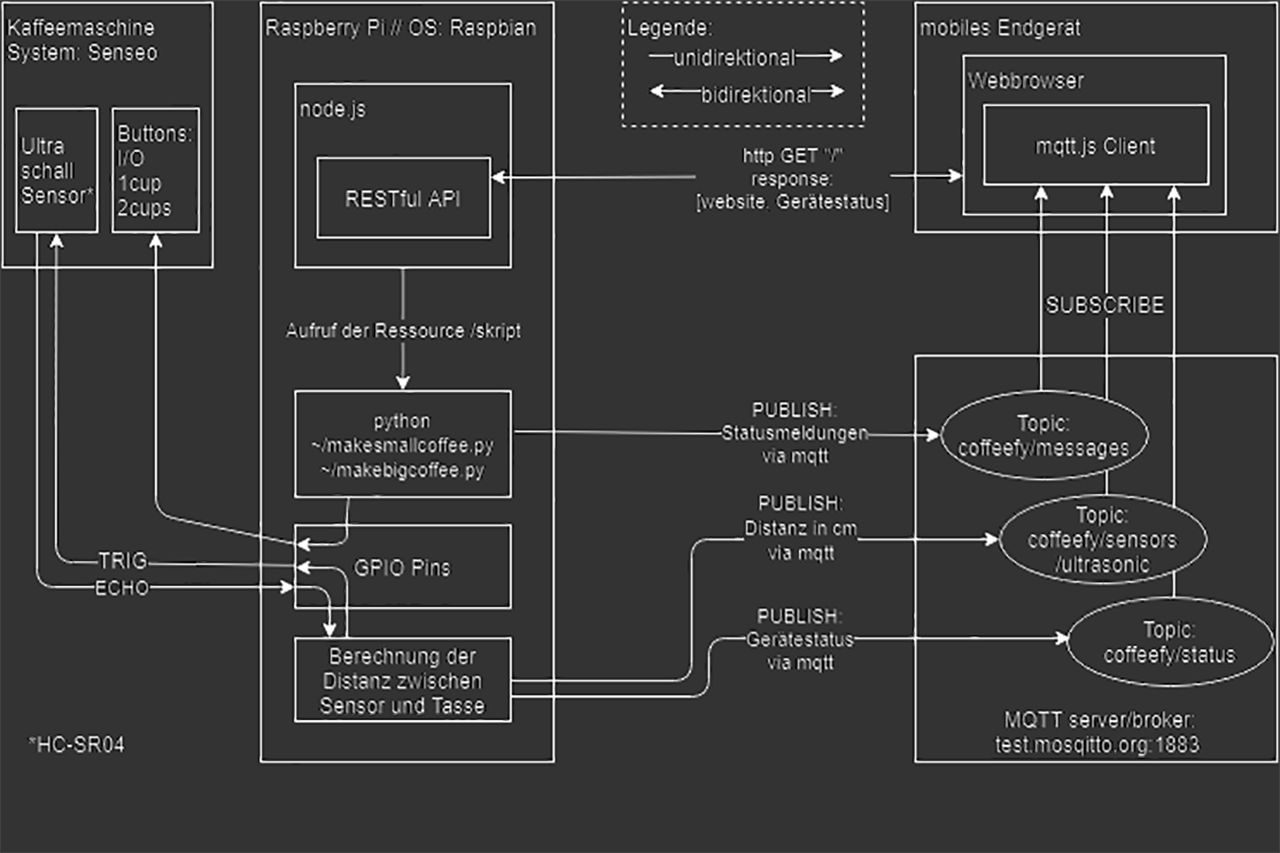 Kaffeemaschine
System: Senseo
Ultra
schall
Sensor*
Buttons:
I/O
1cup
2cups
Raspberry Pi // OS: Raspbian
node.js
RESTful API
Aufruf der Ressource /skript
python
~/makesmallcoffee.py
~/makebigcoffee.py
GPIO Pins
TRIG
ECHO
Berechnung der
Distanz zwischen
Sensor und Tasse
*HC-SR04
Legende:
unidirektional
bidirektional
http GET "/"
response:
[website, Gerätestatus]
PUBLISH:
Statusmeldungen
via mqtt
PUBLISH:
Distanz in cm
via mqtt
PUBLISH:
Gerätestatus
via mqtt
mobiles Endgerät
Webbrowser
mqtt.js Client
SUBSCRIBE
Topic:
coffeefy/messages
Topic:
coffeefy/sensors
/ultrasonic
Topic:
coffeefy/status
MQTT server/broker:
test.mosqitto.org:1883